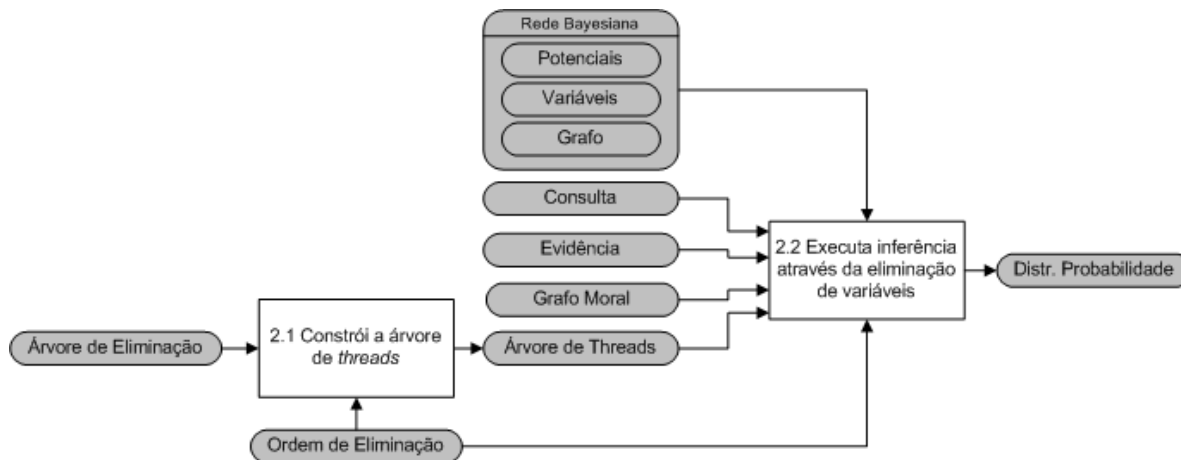 Rede Bayesiana
Potenciais
Variáveis
Grafo
Consulta
Evidência
Grafo Moral
Árvore de Threads
2.2 Executa inferência
através da eliminação
de variáveis
Distr. Probabilidade
Árvore de Eliminação
2.1 Constrói a árvore
de threads
Ordem de Eliminação